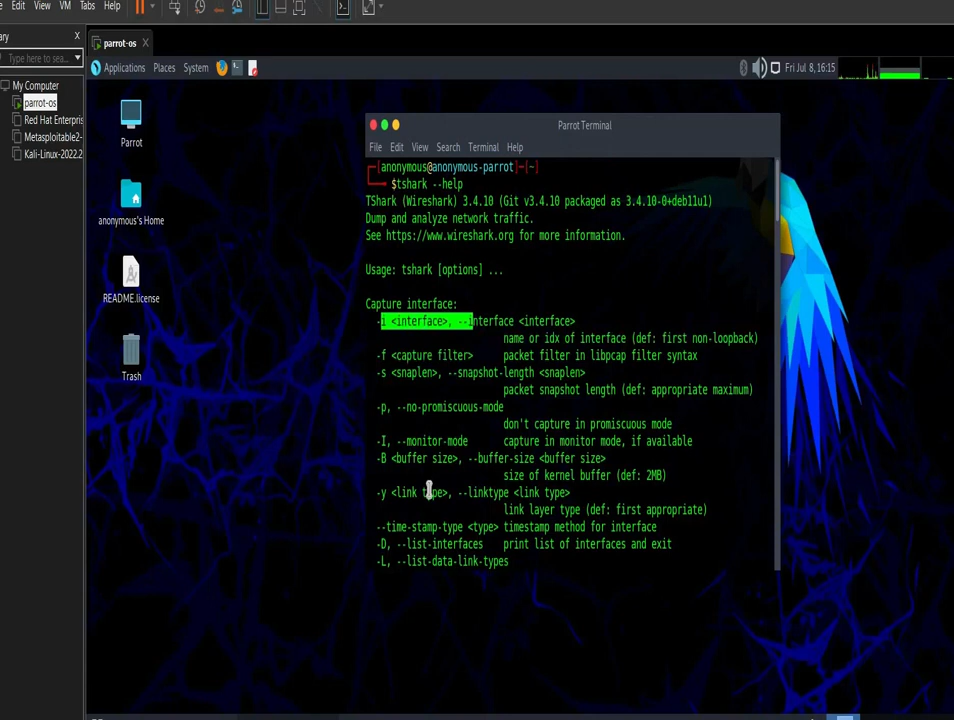 Edit View VM Tabs Help
parrot-os
Type here to sea...
My Computer
parrot-os
Red Hat Enterpris
Metasploitable2-
Kali-Linux-2022.2
Applications Places System
Fri Jul 8, 16:15
Parrot
anonymous's Home
README.license
Trash
Parrot Terminal
File Edit View Search Terminal Help
[anonymous@anonymous-parrot]-[~]
$tshark --help
TShark (Wireshark) 3.4.10 (Git v3.4.10 packaged as 3.4.10-0+deb11u1)
Dump and analyze network traffic.
See https://www.wireshark.org for more information.
Usage: tshark [options] ...
Capture interface:
-i <interface>, --interface <interface>
name or idx of interface (def: first non-loopback)
-f <capture filter> packet filter in libpcap filter syntax
-s <snaplen>, --snapshot-length <snaplen>
packet snapshot length (def: appropriate maximum)
-p, --no-promiscuous-mode
don't capture in promiscuous mode
-I, --monitor-mode capture in monitor mode, if available
-B <buffer size>, --buffer-size <buffer size>
size of kernel buffer (def: 2MB)
-y <link type>, --linktype <link type>
link layer type (def: first appropriate)
--time-stamp-type <type> timestamp method for interface
-D, --list-interfaces print list of interfaces and exit
-L, --list-data-link-types